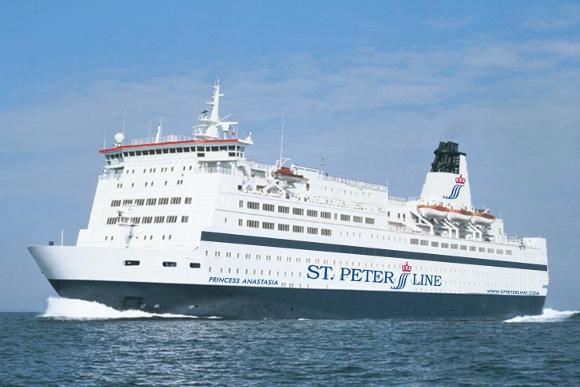 ST. PETER LINE
PRINCESS ANASTASIA
WWW.STPETERLINE.COM